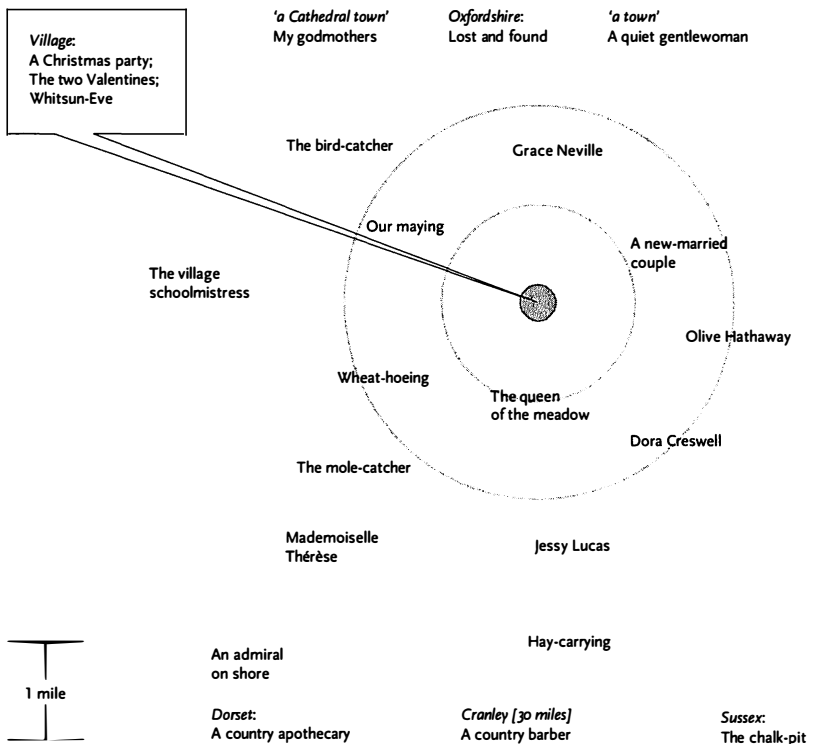 ‘a Cathedral town’
My godmothers
Oxfordshire:
Lost and found
‘a town’
A quiet gentlewoman
Village:
A Christmas party;
The two Valentines;
Whitsun-Eve
The bird-catcher
Grace Neville
Our maying
A new-married
couple
The village
schoolmistress
Olive Hathaway
Wheat-hoeing
The queen
of the meadow
Dora Creswell
The mole-catcher
Mademoiselle
Thérèse
Jessy Lucas
Hay-carrying
An admiral
on shore
1 mile
Dorset:
A country apothecary
Cranley [30 miles]
A country barber
Sussex:
The chalk-pit